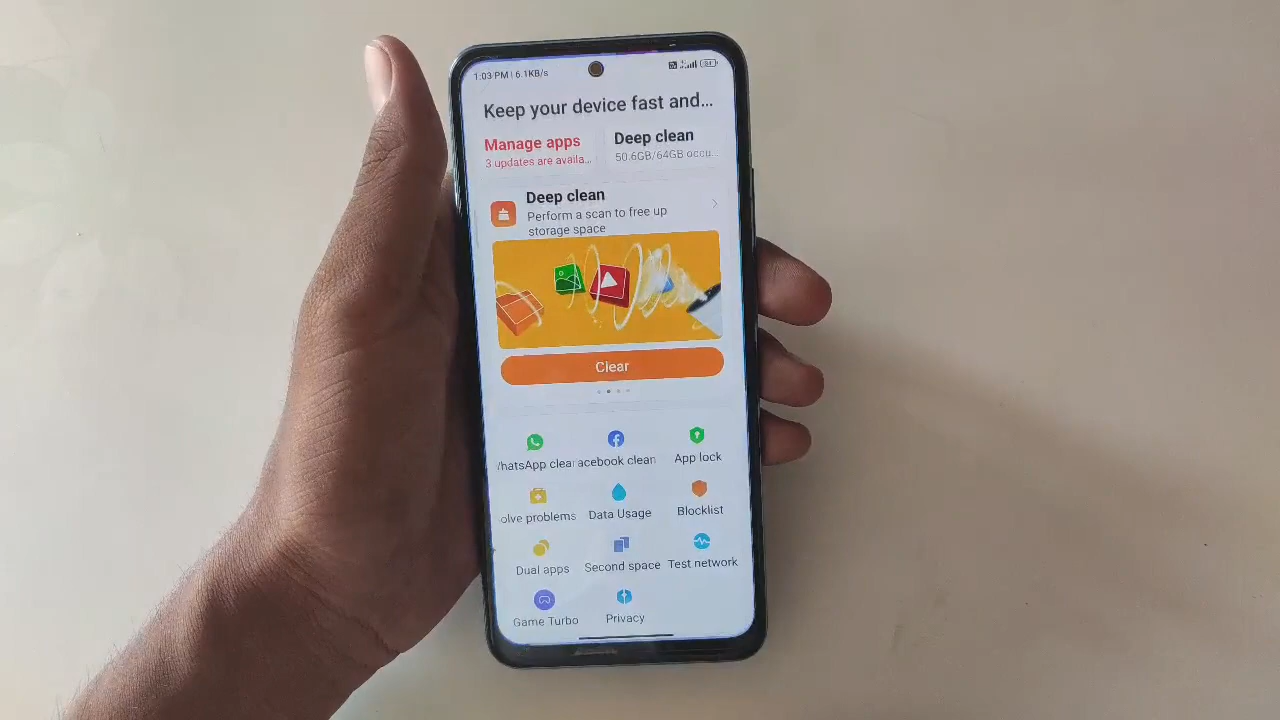 1:03 PM | 6.1KB/s
84
Keep your device fast and...
Manage apps
3 updates are availa...
Deep clean
50.6GB/64GB occu...
Deep clean
Perform a scan to free up
storage space
Clear
hatsApp clea
acebook clean
App lock
olve problems
Data Usage
Blocklist
Dual apps
Second space
Test network
Game Turbo
Privacy